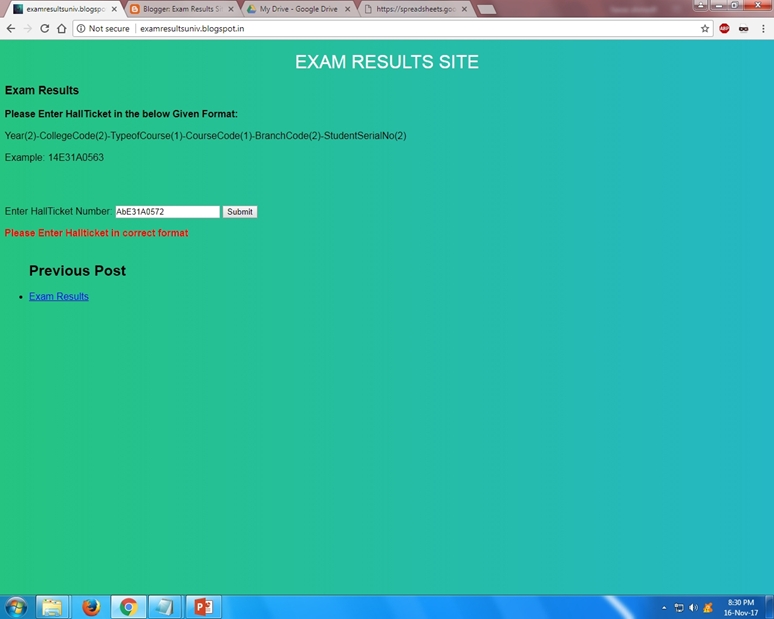 examresultsuniv.blogspo
Blogger: Exam Results S
My Drive - Google Drive
https://spreadsheets.goo
Not secure
examresultsuniv.blogspot.in
ABP
EXAM RESULTS SITE
Exam Results
Please Enter HallTicket in the below Given Format:
Year(2)-CollegeCode(2)-TypeofCourse(1)-CourseCode(1)-BranchCode(2)-StudentSerialNo(2)
Example: 14E31A0563
Enter HallTicket Number: AbE31A0572 Submit
Please Enter Hallticket in correct format
Previous Post
Exam Results
8:30 PM
16-Nov-17